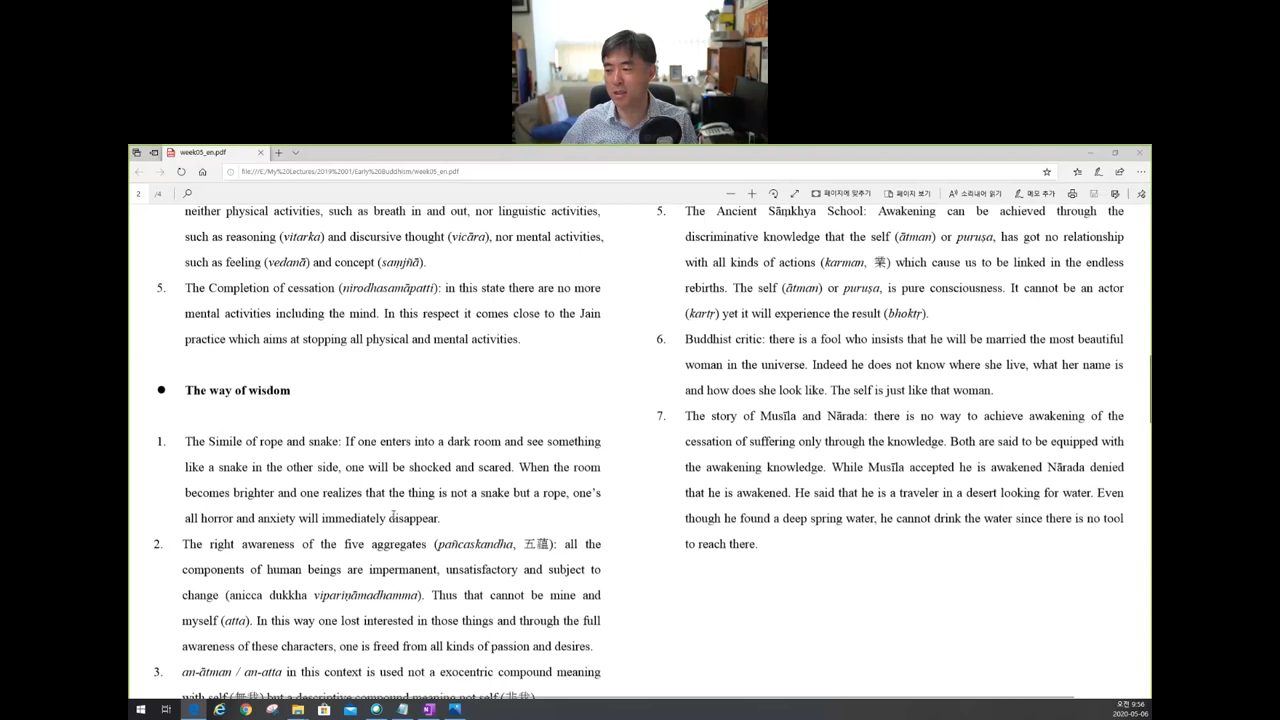 week05_en.pdf
file:///E:/My%20Lectures/2019%2001/Early%20Buddhism/week05_en.pdf
2 /4
페이지에 맞추기
페이지 보기
소리내어 읽기
메모 추가
neither physical activities, such as breath in and out, nor linguistic activities,
such as reasoning (vitarka) and discursive thought (vicāra), nor mental activities,
such as feeling (vedanā) and concept (saṃjñā).
5. The Completion of cessation (nirodhasamāpatti): in this state there are no more
mental activities including the mind. In this respect it comes close to the Jain
practice which aims at stopping all physical and mental activities.
● The way of wisdom
1. The Simile of rope and snake: If one enters into a dark room and see something
like a snake in the other side, one will be shocked and scared. When the room
becomes brighter and one realizes that the thing is not a snake but a rope, one’s
all horror and anxiety will immediately disappear.
2. The right awareness of the five aggregates (pañcaskandha, 五蘊): all the
components of human beings are impermanent, unsatisfactory and subject to
change (anicca dukkha vipariṇāmadhamma). Thus that cannot be mine and
myself (atta). In this way one lost interested in those things and through the full
awareness of these characters, one is freed from all kinds of passion and desires.
3. an-ātman / an-atta in this context is used not a exocentric compound meaning
with self (無我) but a descriptive compound meaning not self (非我).
5. The Ancient Sāṃkhya School: Awakening can be achieved through the
discriminative knowledge that the self (ātman) or puruṣa, has got no relationship
with all kinds of actions (karman, 業) which cause us to be linked in the endless
rebirths. The self (ātman) or puruṣa, is pure consciousness. It cannot be an actor
(kartṛ) yet it will experience the result (bhoktṛ).
6. Buddhist critic: there is a fool who insists that he will be married the most beautiful
woman in the universe. Indeed he does not know where she live, what her name is
and how does she look like. The self is just like that woman.
7. The story of Musīla and Nārada: there is no way to achieve awakening of the
cessation of suffering only through the knowledge. Both are said to be equipped with
the awakening knowledge. While Musīla accepted he is awakened Nārada denied
that he is awakened. He said that he is a traveler in a desert looking for water. Even
though he found a deep spring water, he cannot drink the water since there is no tool
to reach there.
오전 9:56
2020-05-06